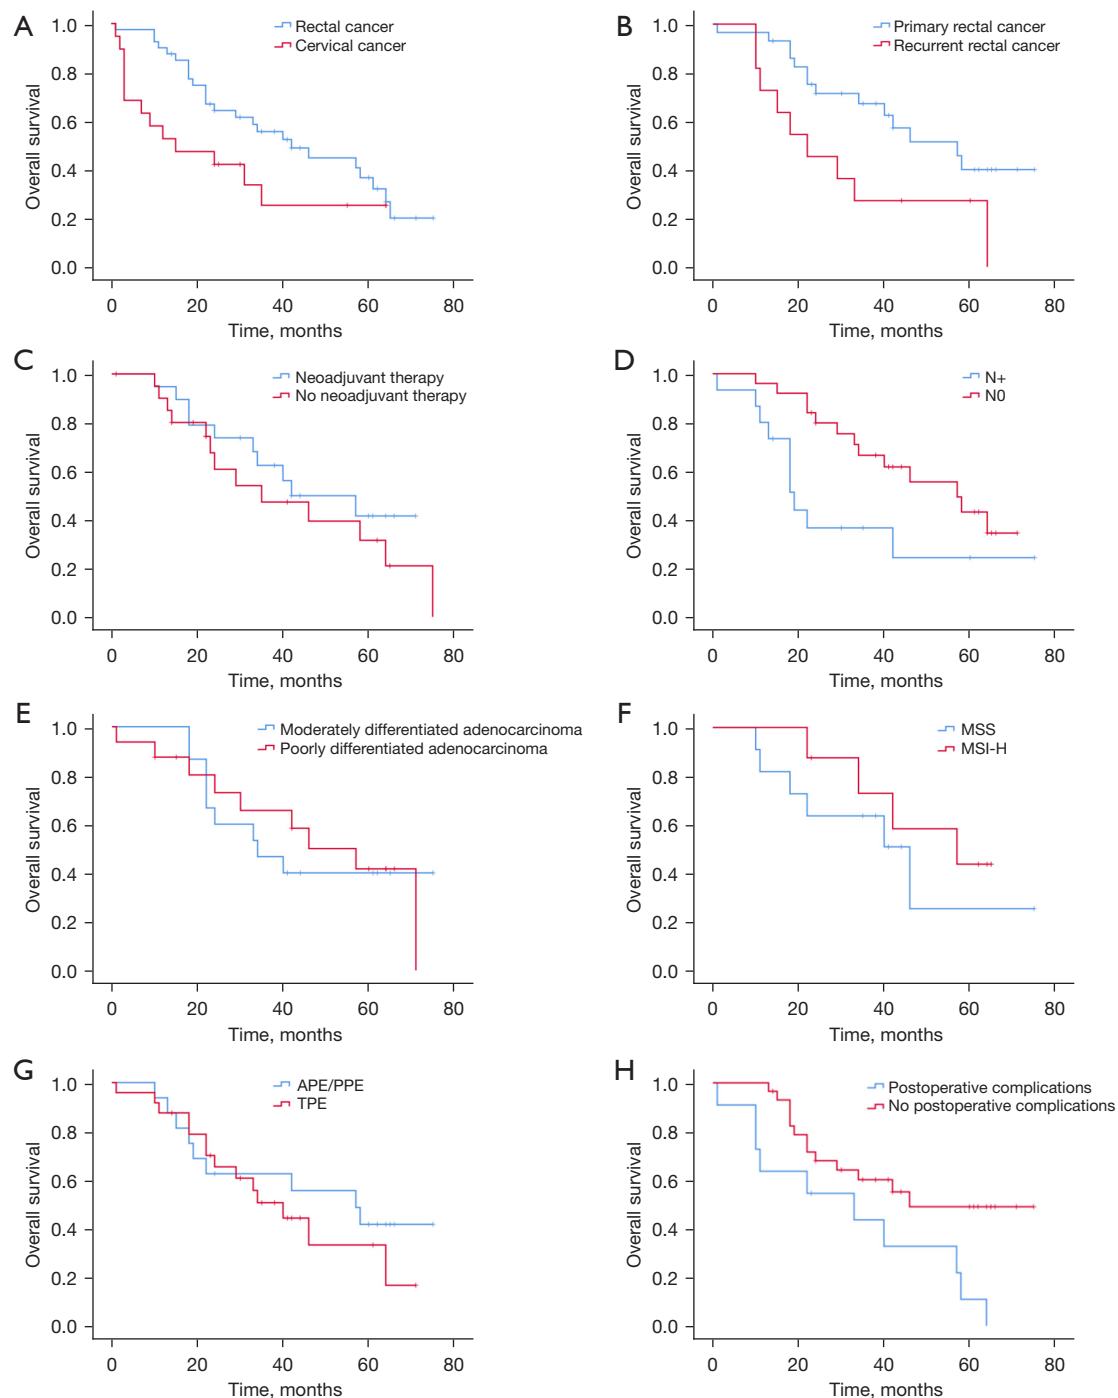 A
Rectal cancer
Cervical cancer
1.0
0.8
0.6
0.4
0.2
0.0
Overall survival
0 20 40 60 80
Time, months
B
Primary rectal cancer
Recurrent rectal cancer
1.0
0.8
0.6
0.4
0.2
0.0
Overall survival
0 20 40 60 80
Time, months
C
Neoadjuvant therapy
No neoadjuvant therapy
1.0
0.8
0.6
0.4
0.2
0.0
Overall survival
0 20 40 60 80
Time, months
D
N+
N0
1.0
0.8
0.6
0.4
0.2
0.0
Overall survival
0 20 40 60 80
Time, months
E
Moderately differentiated adenocarcinoma
Poorly differentiated adenocarcinoma
1.0
0.8
0.6
0.4
0.2
0.0
Overall survival
0 20 40 60 80
Time, months
F
MSS
MSI-H
1.0
0.8
0.6
0.4
0.2
0.0
Overall survival
0 20 40 60 80
Time, months
G
APE/PPE
TPE
1.0
0.8
0.6
0.4
0.2
0.0
Overall survival
0 20 40 60 80
Time, months
H
Postoperative complications
No postoperative complications
1.0
0.8
0.6
0.4
0.2
0.0
Overall survival
0 20 40 60 80
Time, months